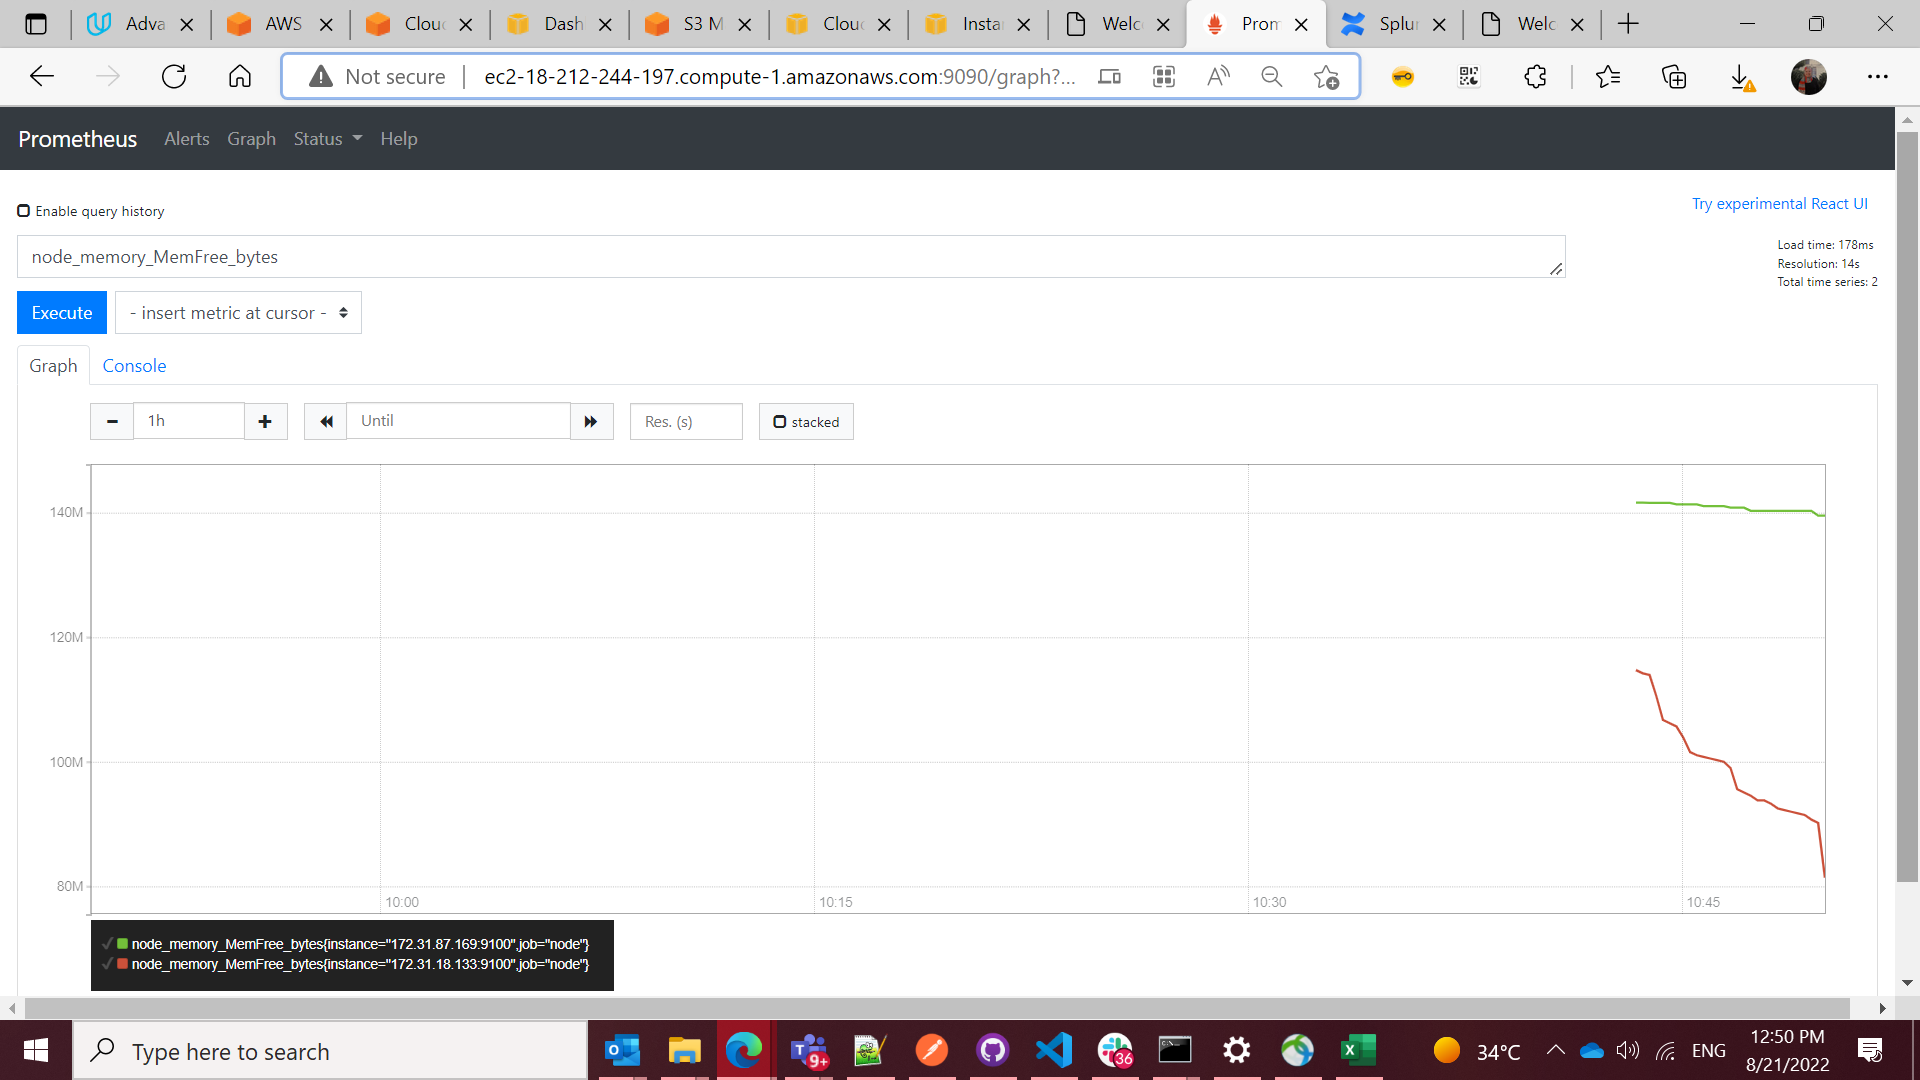 Adva
AWS
Clou
Dash
S3 M
Clou
Insta
Welc
Prom
Splun
Welc
Not secure
ec2-18-212-244-197.compute-1.amazonaws.com:9090/graph?...
Prometheus
Alerts
Graph
Status
Help
Enable query history
Try experimental React UI
node_memory_MemFree_bytes
Load time: 178ms
Resolution: 14s
Total time series: 2
Execute
- insert metric at cursor -
Graph
Console
1h
Until
Res. (s)
stacked
140M
120M
100M
80M
10:00
10:15
10:30
10:45
node_memory_MemFree_bytes{instance="172.31.87.169:9100",job="node"}
node_memory_MemFree_bytes{instance="172.31.18.133:9100",job="node"}
Type here to search
9+
36
34°C
ENG
12:50 PM
8/21/2022